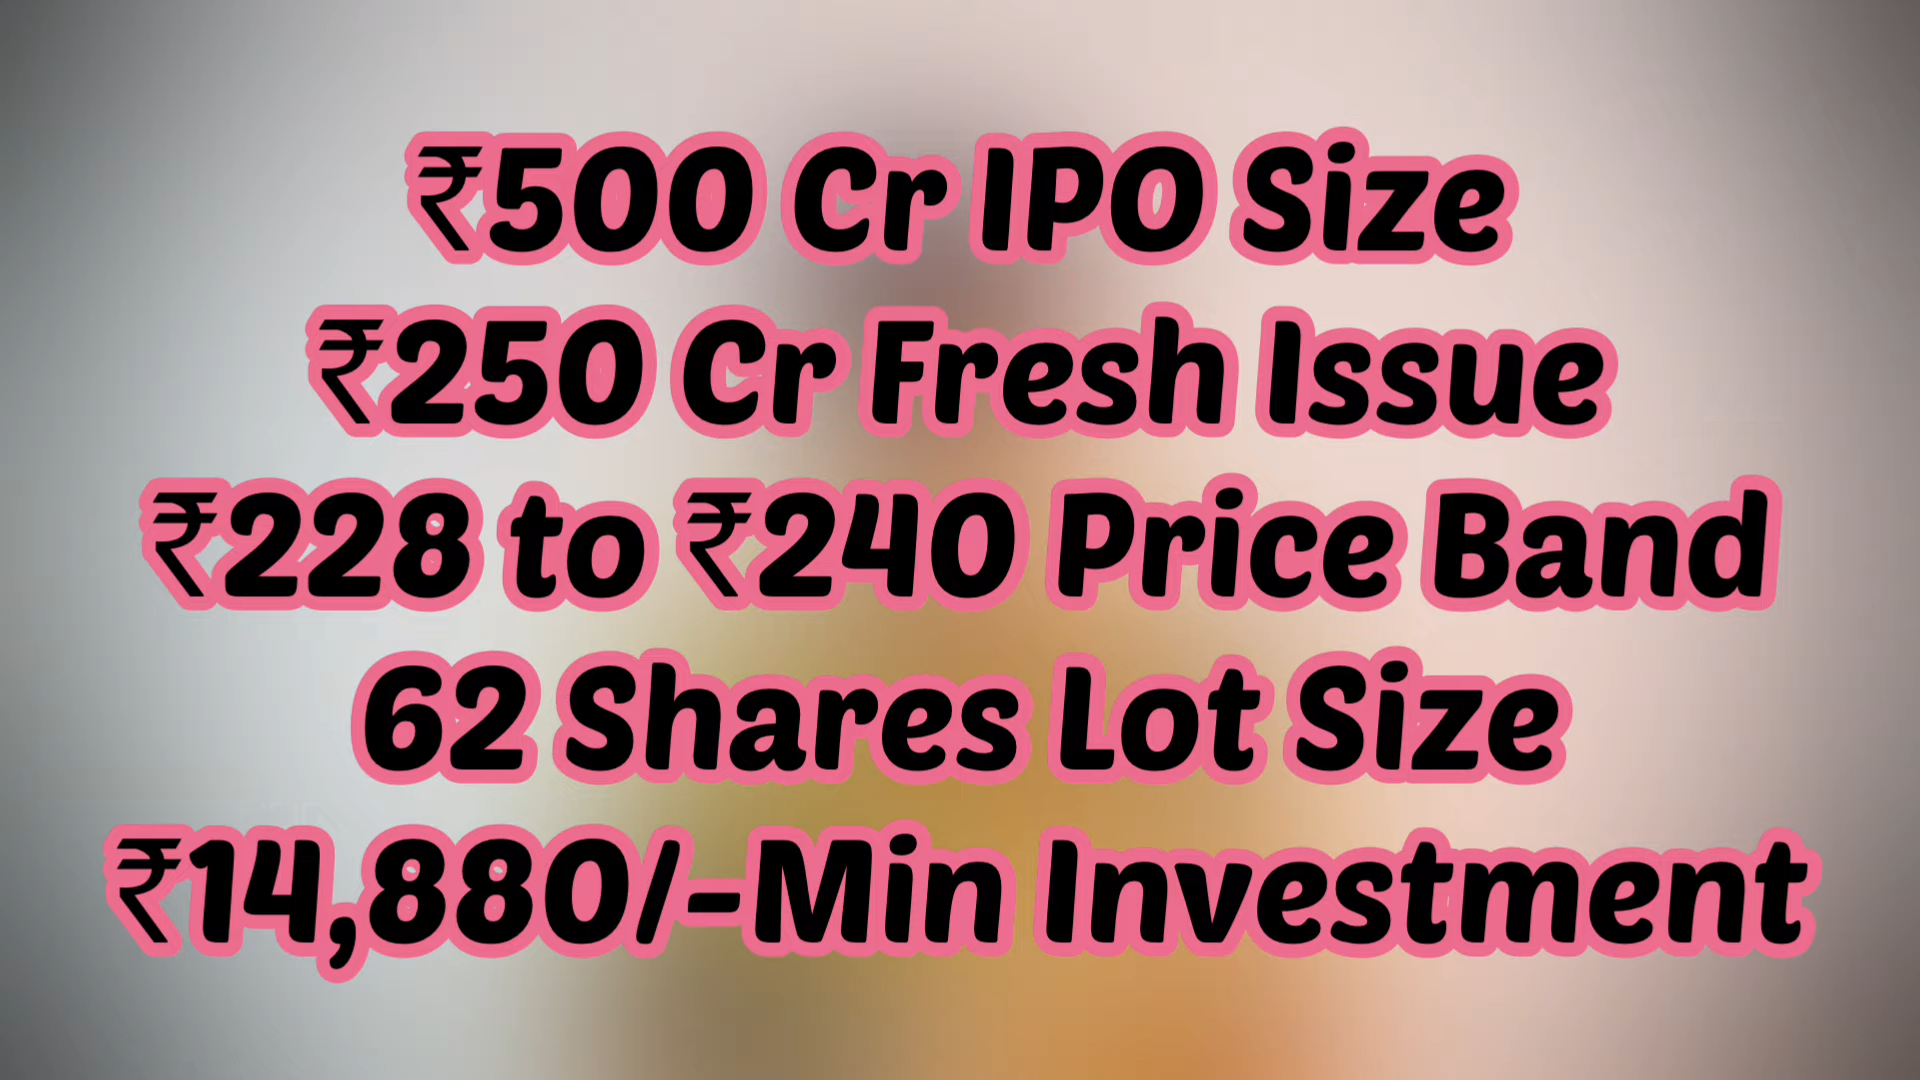 ₹500 Cr IPO Size
₹250 Cr Fresh Issue
₹228 to ₹240 Price Band
62 Shares Lot Size
₹14,880/-Min Investment